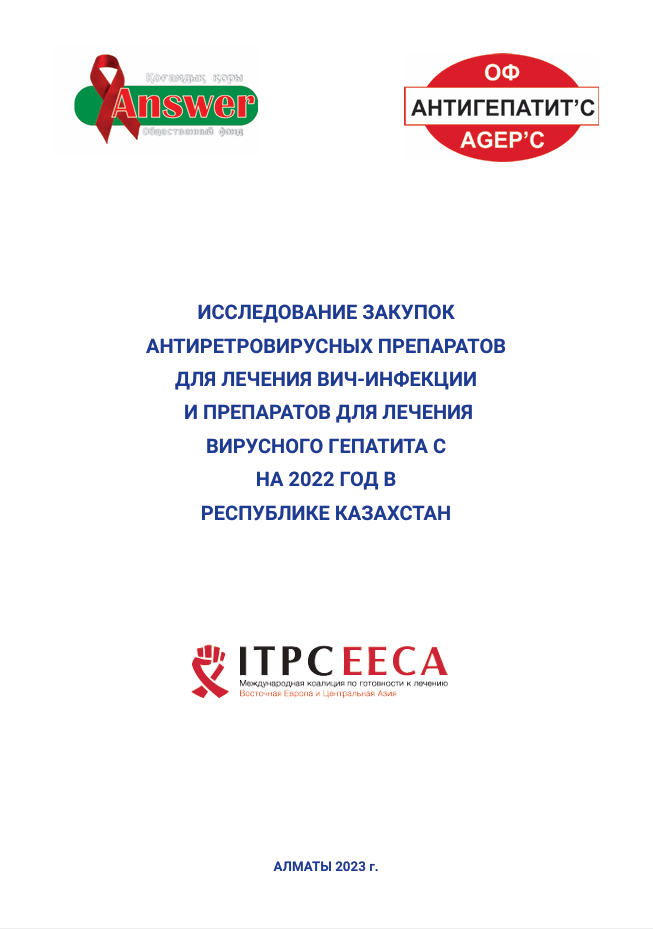 Қоғамдық қоры
Answer
Общественный фонд
ОФ
АНТИГЕПАТИТ’С
AGEP’C
ИССЛЕДОВАНИЕ ЗАКУПОК
АНТИРЕТРОВИРУСНЫХ ПРЕПАРАТОВ
ДЛЯ ЛЕЧЕНИЯ ВИЧ-ИНФЕКЦИИ
И ПРЕПАРАТОВ ДЛЯ ЛЕЧЕНИЯ
ВИРУСНОГО ГЕПАТИТА С
НА 2022 ГОД В
РЕСПУБЛИКЕ КАЗАХСТАН
ITPCEECA
Международная коалиция по готовности к лечению
Восточная Европа и Центральная Азия
АЛМАТЫ 2023 г.